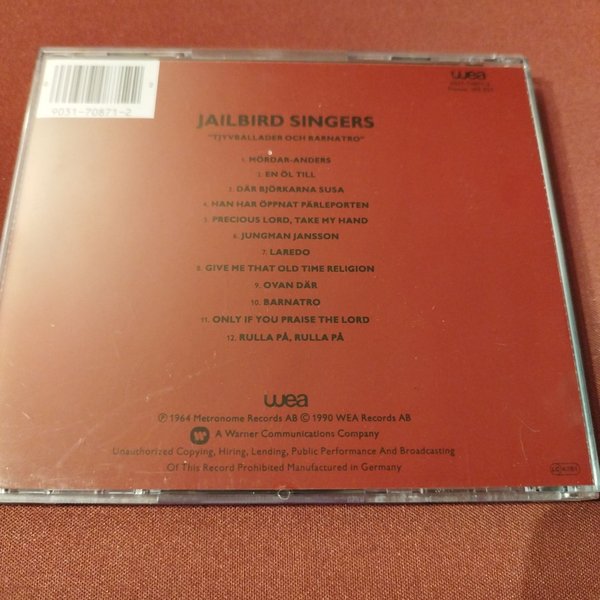 9031-70873-2
wea
JAILBIRD SINGERS
"TJYVBALLADER OCH BARNATRO"
1. MÖRDAR-ANDERS
2. EN ÖL TILL
3. DÄR BJÖRKARNA SUSA
4. HAN HAR ÖPPNAT PÄRLEPORTEN
5. PRECIOUS LORD, TAKE MY HAND
6. JUNGMAN JANSSON
7. LAREDO
8. GIVE ME THAT OLD TIME RELIGION
9. OVAN DÄR
10. BARNATRO
11. ONLY IF YOU PRAISE THE LORD
12. RULLA PÅ, RULLA PÅ
wea
Ⓟ 1964 Metronome Records AB © 1990 WEA Records AB
A Warner Communications Company
Unauthorized Copying, Hiring, Lending, Public Performance And Broadcasting
Of This Record Prohibited Manufactured in Germany